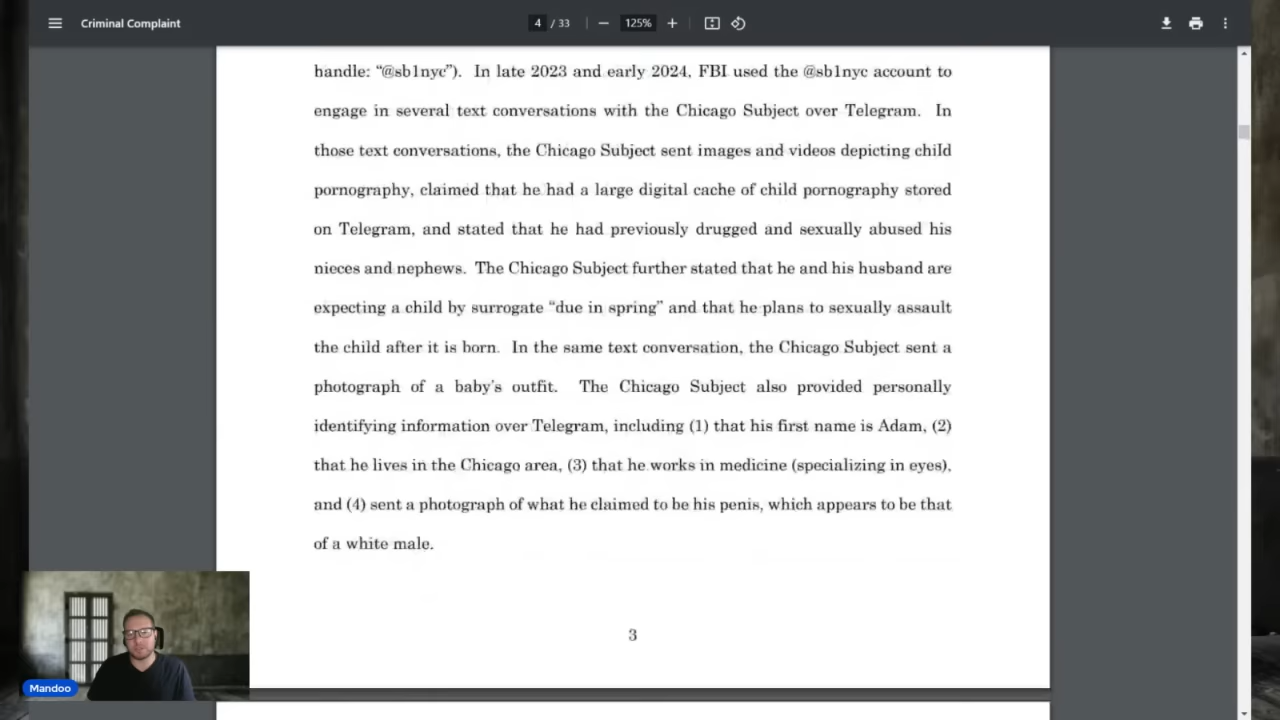 Criminal Complaint
4 / 33
125%
handle: “@sb1nyc”). In late 2023 and early 2024, FBI used the @sb1nyc account to
engage in several text conversations with the Chicago Subject over Telegram. In
those text conversations, the Chicago Subject sent images and videos depicting child
pornography, claimed that he had a large digital cache of child pornography stored
on Telegram, and stated that he had previously drugged and sexually abused his
nieces and nephews. The Chicago Subject further stated that he and his husband are
expecting a child by surrogate “due in spring” and that he plans to sexually assault
the child after it is born. In the same text conversation, the Chicago Subject sent a
photograph of a baby’s outfit. The Chicago Subject also provided personally
identifying information over Telegram, including (1) that his first name is Adam, (2)
that he lives in the Chicago area, (3) that he works in medicine (specializing in eyes),
and (4) sent a photograph of what he claimed to be his penis, which appears to be that
of a white male.
3
Mandoo